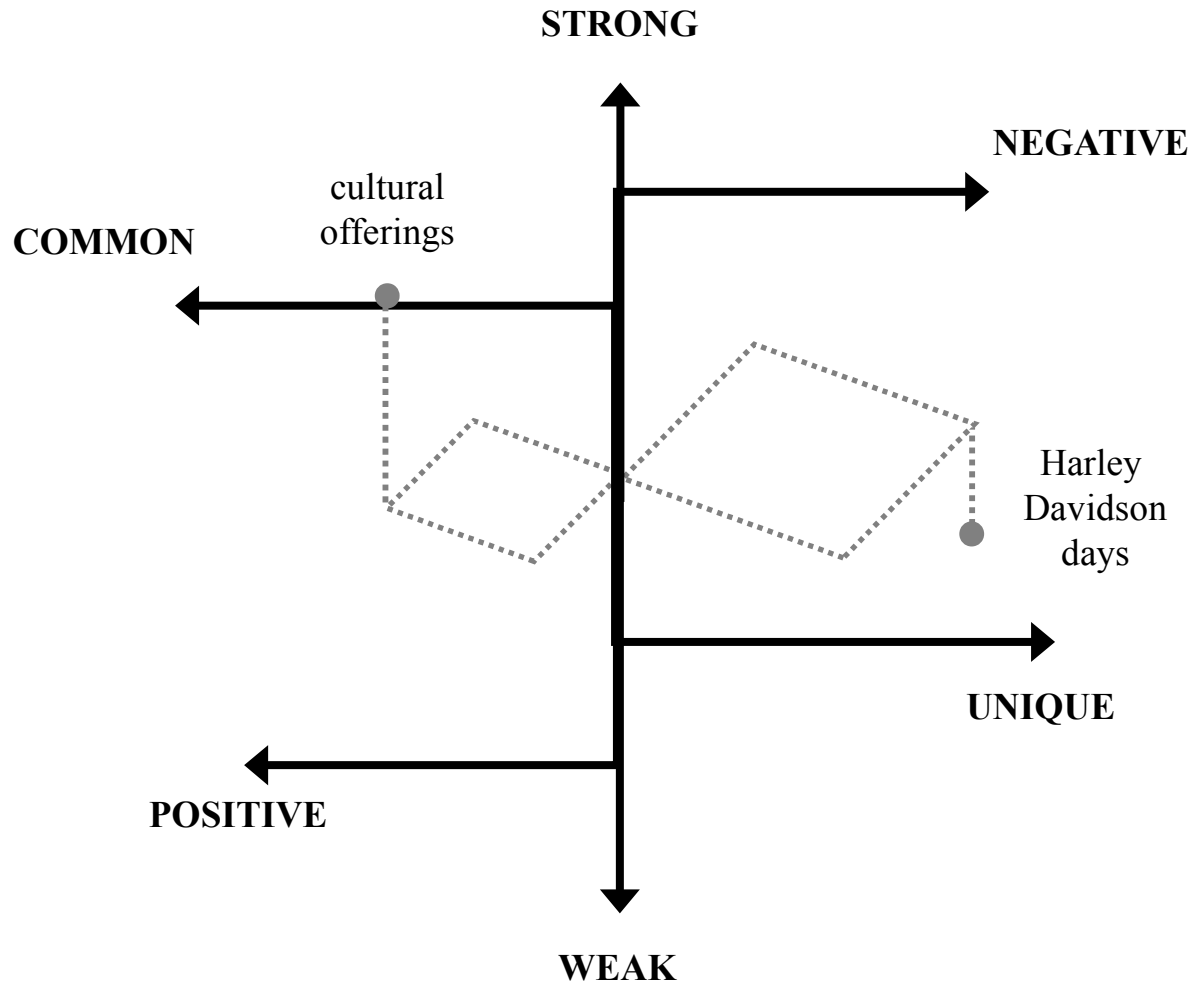 STRONG
NEGATIVE
cultural
offerings
COMMON
Harley
Davidson
days
UNIQUE
POSITIVE
WEAK